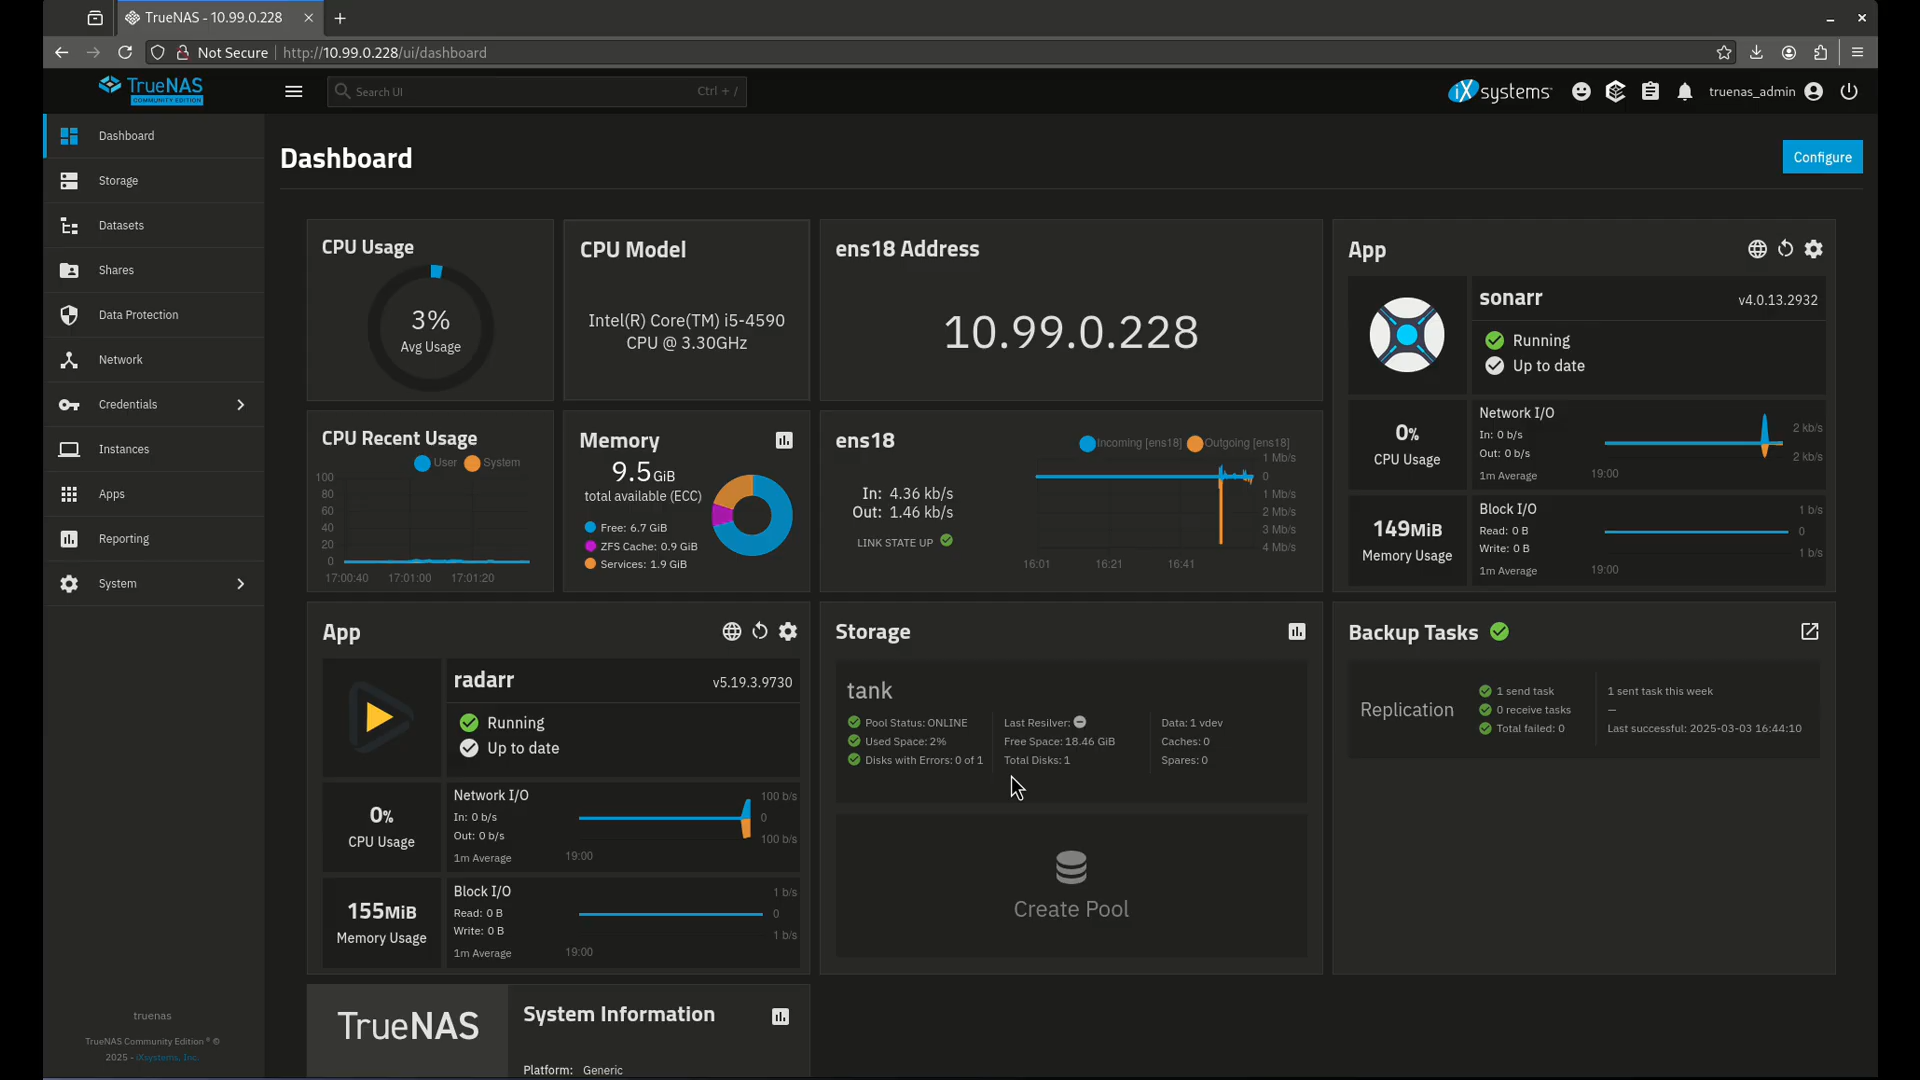 TrueNAS - 10.99.0.228
Not Secure
http://10.99.0.228/ui/dashboard
TrueNAS
COMMUNITY EDITION
Search UI
Ctrl + /
iXsystems
truenas_admin
Dashboard
Storage
Datasets
Shares
Data Protection
Network
Credentials
Instances
Apps
Reporting
System
truenas
TrueNAS Community Edition ® ©
2025 - iXsystems, Inc.
Dashboard
Configure
CPU Usage
3%
Avg Usage
CPU Model
Intel(R) Core(TM) i5-4590
CPU @ 3.30GHz
ens18 Address
10.99.0.228
App
sonarr
v4.0.13.2932
Running
Up to date
0%
CPU Usage
Network I/O
In: 0 b/s
Out: 0 b/s
1m Average
19:00
2 kb/s
2 kb/s
149MiB
Memory Usage
Block I/O
Read: 0 B
Write: 0 B
1m Average
19:00
1 b/s
0
1 b/s
CPU Recent Usage
User
System
100
80
60
40
20
0
17:00:40
17:01:00
17:01:20
Memory
9.5GiB
total available (ECC)
Free: 6.7 GiB
ZFS Cache: 0.9 GiB
Services: 1.9 GiB
ens18
Incoming [ens18]
Outgoing [ens18]
In: 4.36 kb/s
Out: 1.46 kb/s
LINK STATE UP
1 Mb/s
0
1 Mb/s
2 Mb/s
3 Mb/s
4 Mb/s
16:01
16:21
16:41
App
radarr
v5.19.3.9730
Running
Up to date
0%
CPU Usage
Network I/O
In: 0 b/s
Out: 0 b/s
1m Average
19:00
100 b/s
0
100 b/s
155MiB
Memory Usage
Block I/O
Read: 0 B
Write: 0 B
1m Average
19:00
1 b/s
0
1 b/s
Storage
tank
Pool Status: ONLINE
Used Space: 2%
Disks with Errors: 0 of 1
Last Resilver:
Free Space: 18.46 GiB
Total Disks: 1
Data: 1 vdev
Caches: 0
Spares: 0
Create Pool
Backup Tasks
Replication
1 send task
0 receive tasks
Total failed: 0
1 sent task this week
—
Last successful: 2025-03-03 16:44:10
TrueNAS
System Information
Platform: Generic